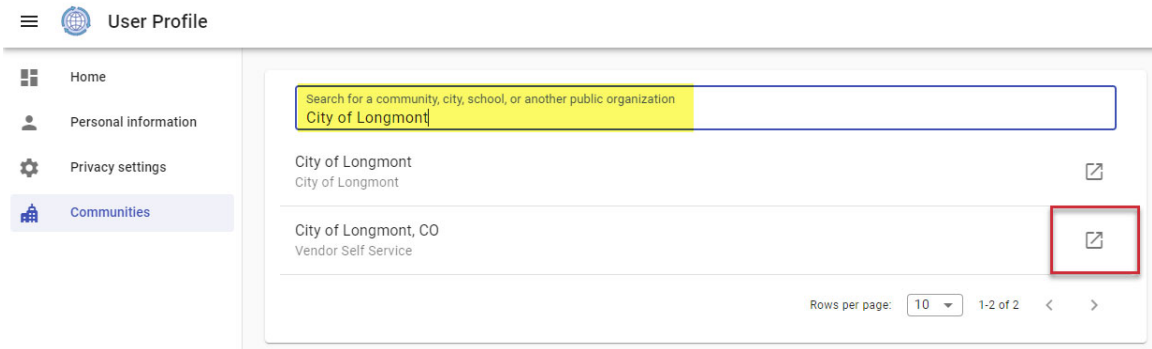 User Profile
Home
Personal information
Privacy settings
Communities
Search for a community, city, school, or another public organization
City of Longmont
City of Longmont
City of Longmont
City of Longmont, CO
Vendor Self Service
Rows per page: 10 1-2 of 2